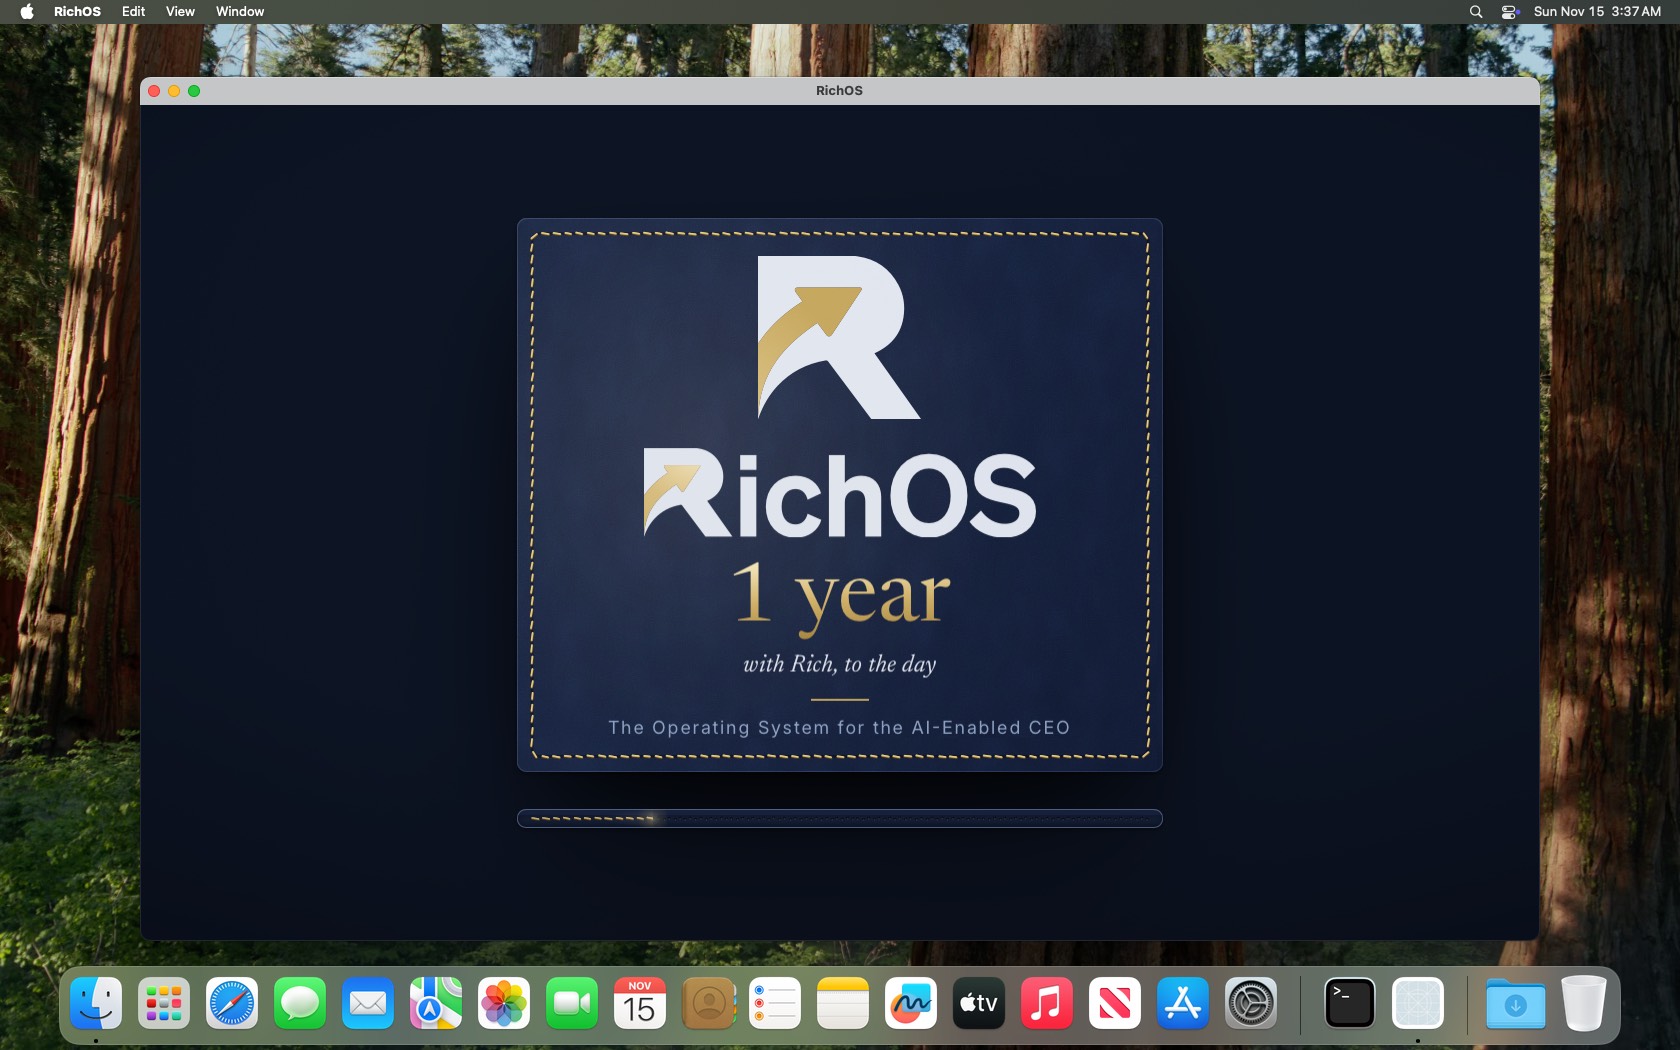 RichOS Edit View Window Sun Nov 15 3:37 AM
RichOS
RichOS
1 year
with Rich, to the day
The Operating System for the AI-Enabled CEO
NOV
15
tv
>_